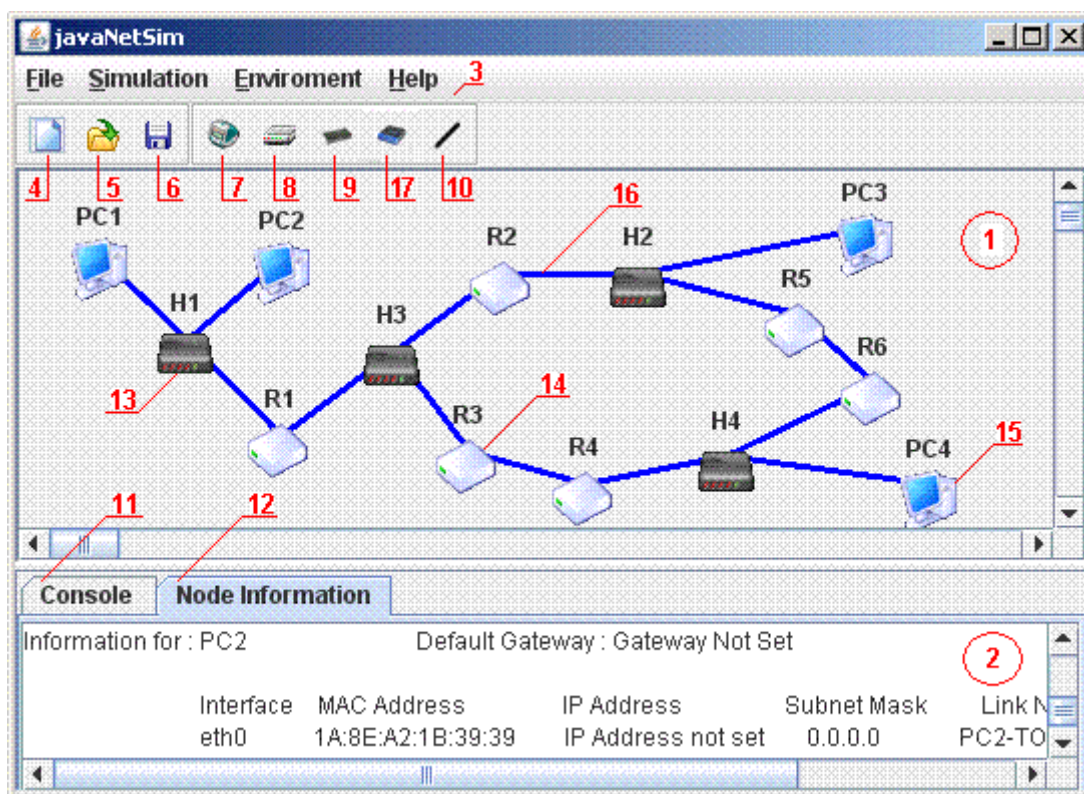 javaNetSim
File Simulation Enviroment Help 3
4 5 6 7 8 9 17 10
PC1 PC2 R2 16 H2 PC3 1
H1 H3 R5
R6
13 R1 R3 14 H4
R4 PC4 15
11 12
Console Node Information
Information for : PC2 Default Gateway : Gateway Not Set
2
Interface MAC Address IP Address Subnet Mask Link N
eth0 1A:8E:A2:1B:39:39 IP Address not set 0.0.0.0 PC2-TO